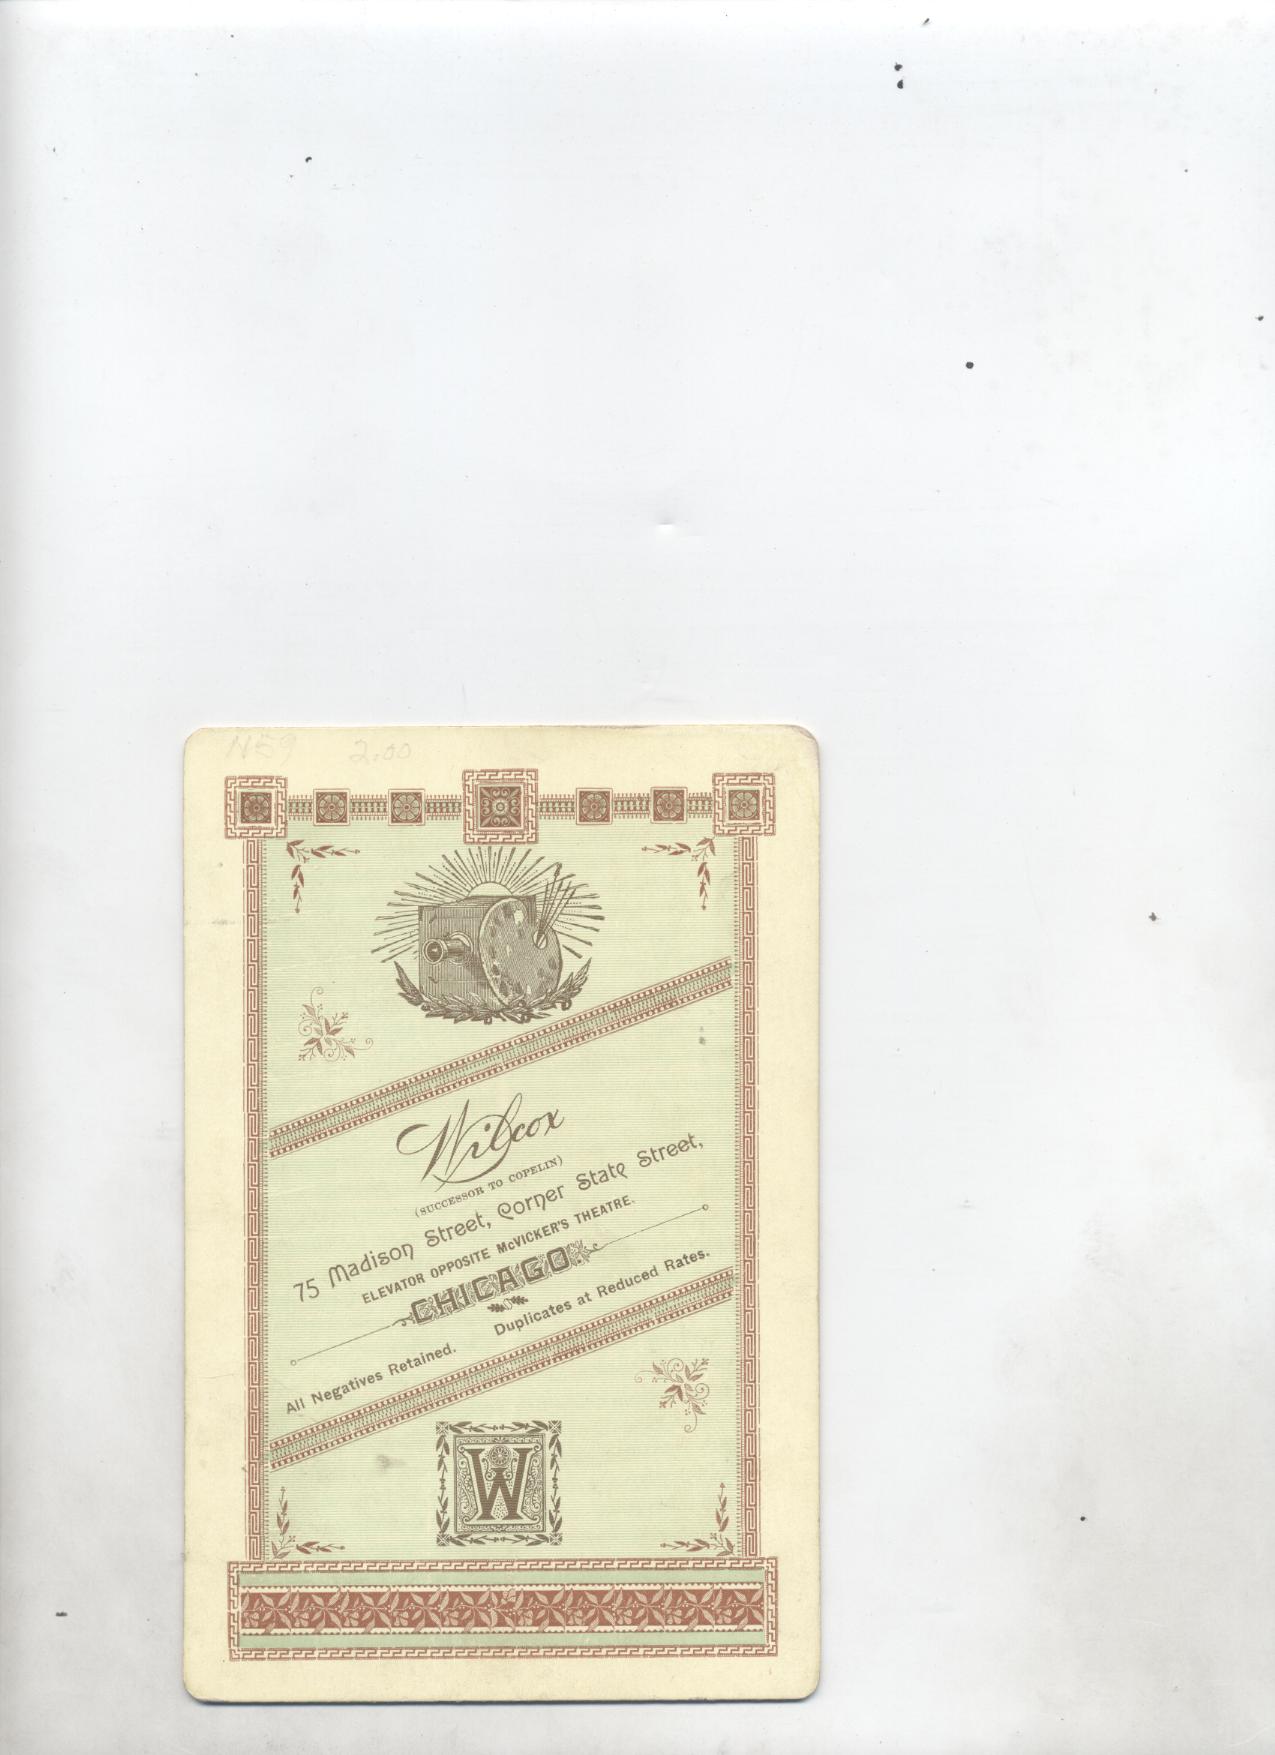 N59 2.00
Wilcox
(SUCCESSOR TO COPELIN)
75 Madison Street, Corner State Street,
ELEVATOR OPPOSITE McVICKER'S THEATRE.
CHICAGO
All Negatives Retained. Duplicates at Reduced Rates.
W